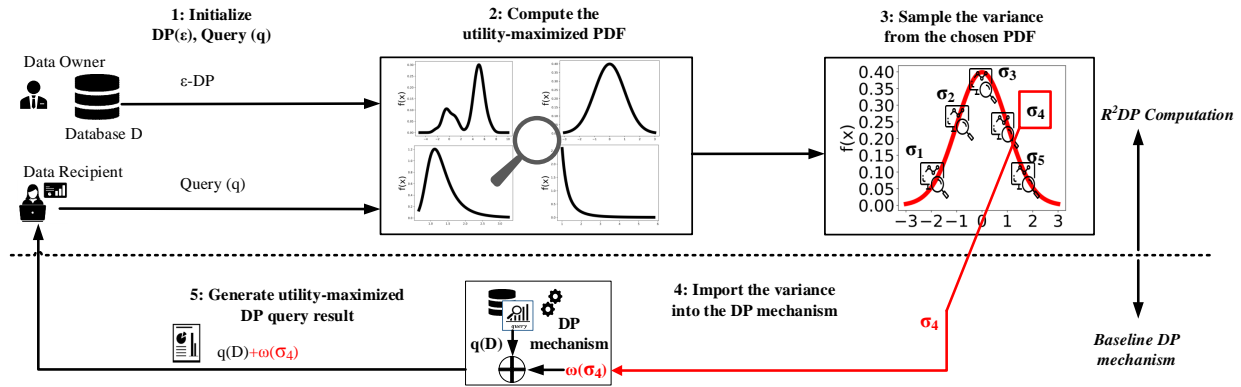 1: Initialize
DP(ε), Query (q)
2: Compute the
utility-maximized PDF
3: Sample the variance
from the chosen PDF
Data Owner
ε-DP
Database D
Data Recipient
Query (q)
f(x)
f(x)
f(x)
f(x)
f(x)
0.40
0.35
0.30
0.25
0.20
0.15
0.10
0.05
0.00
−3 −2 −1 0 1 2 3
σ1
σ2
σ3
σ4
σ5
R²DP Computation
5: Generate utility-maximized
DP query result
q(D)+ω(σ4)
query
DP
mechanism
q(D)
ω(σ4)
4: Import the variance
into the DP mechanism
σ4
Baseline DP
mechanism